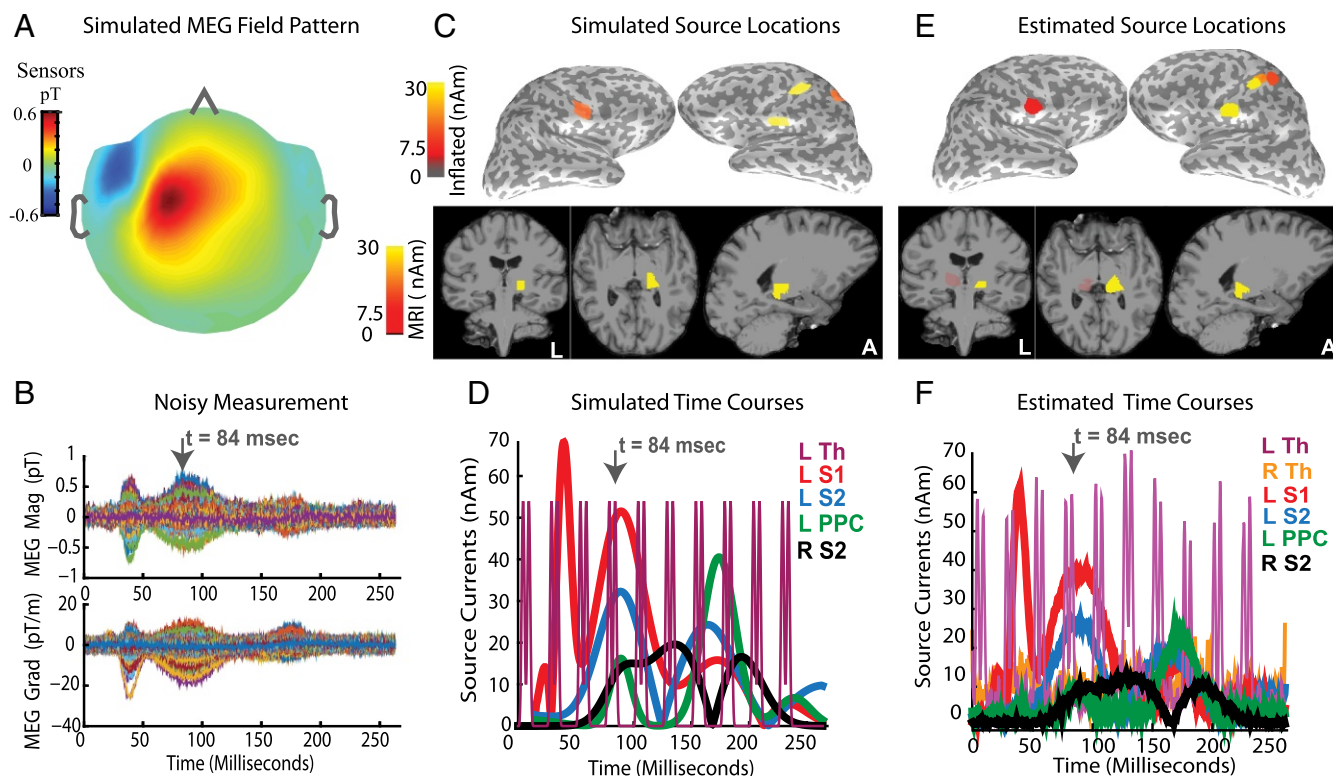 A
Simulated MEG Field Pattern
Sensors
pT
0.6
0
-0.6
30
7.5
0
Inflated (nAm)
30
7.5
0
MRI ( nAm)
C
Simulated Source Locations
L
A
E
Estimated Source Locations
L
A
B
Noisy Measurement
t = 84 msec
MEG Mag (pT)
1
0.5
0
−0.5
−1
0 50 100 150 200 250
MEG Grad (pT/m)
20
10
0
−20
−40
0 50 100 150 200 250
Time (Milliseconds)
D
Simulated Time Courses
t = 84 msec
L Th
L S1
L S2
L PPC
R S2
Source Currents (nAm)
70
60
50
40
30
20
10
0
0 50 100 150 200 250
Time (Milliseconds)
F
Estimated Time Courses
t = 84 msec
L Th
R Th
L S1
L S2
L PPC
R S2
Source Currents (nAm)
70
60
50
40
30
20
10
0
0 50 100 150 200 250
Time (Milliseconds)